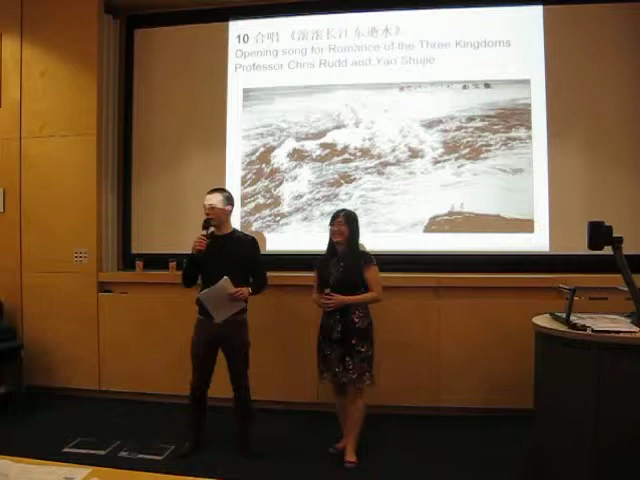 10 合唱 《滚滚长江东逝水》
Opening song for Romance of the Three Kingdoms
Professor Chris Rudd and Yao Shujie